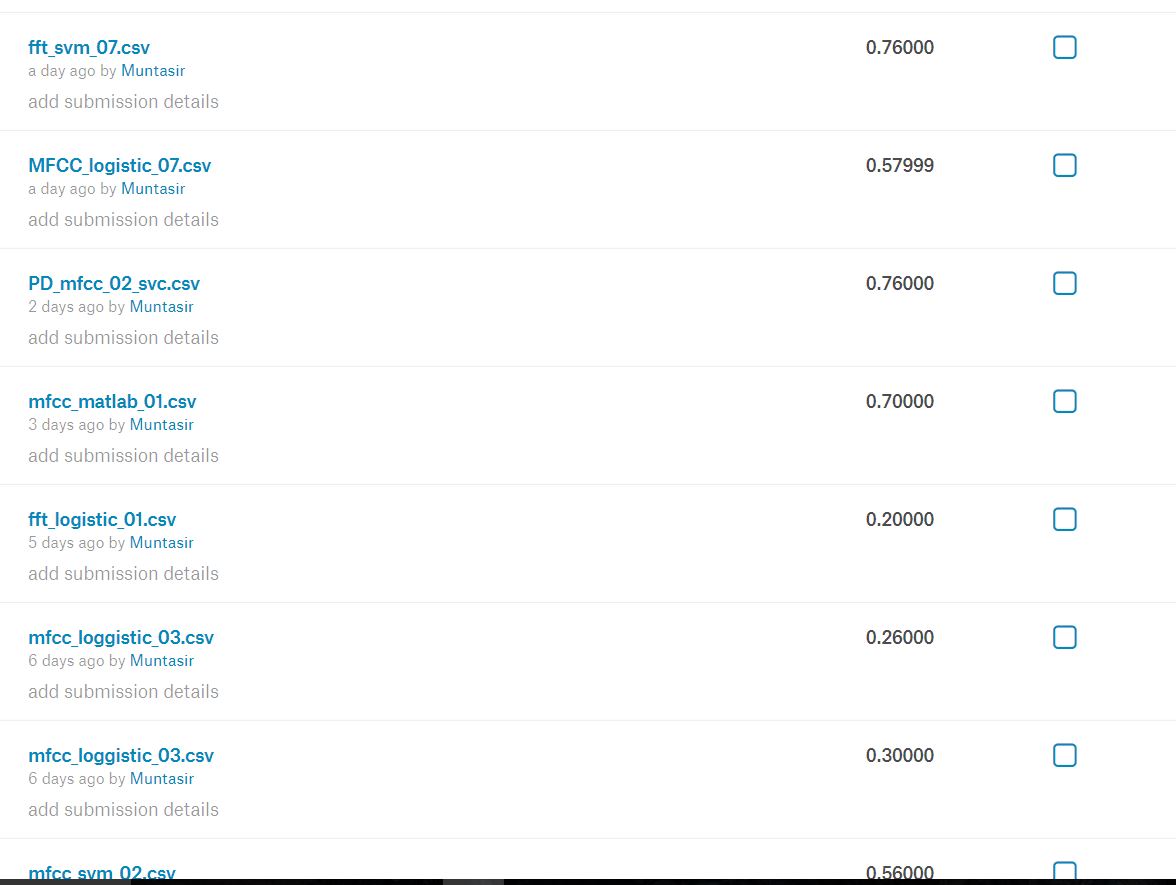 fft_svm_07.csv
0.76000
a day ago by Muntasir
add submission details
MFCC_logistic_07.csv
0.57999
a day ago by Muntasir
add submission details
PD_mfcc_02_svc.csv
0.76000
2 days ago by Muntasir
add submission details
mfcc_matlab_01.csv
0.70000
3 days ago by Muntasir
add submission details
fft_logistic_01.csv
0.20000
5 days ago by Muntasir
add submission details
mfcc_loggistic_03.csv
0.26000
6 days ago by Muntasir
add submission details
mfcc_loggistic_03.csv
0.30000
6 days ago by Muntasir
add submission details
mfcc_svm_02.csv
0.56000